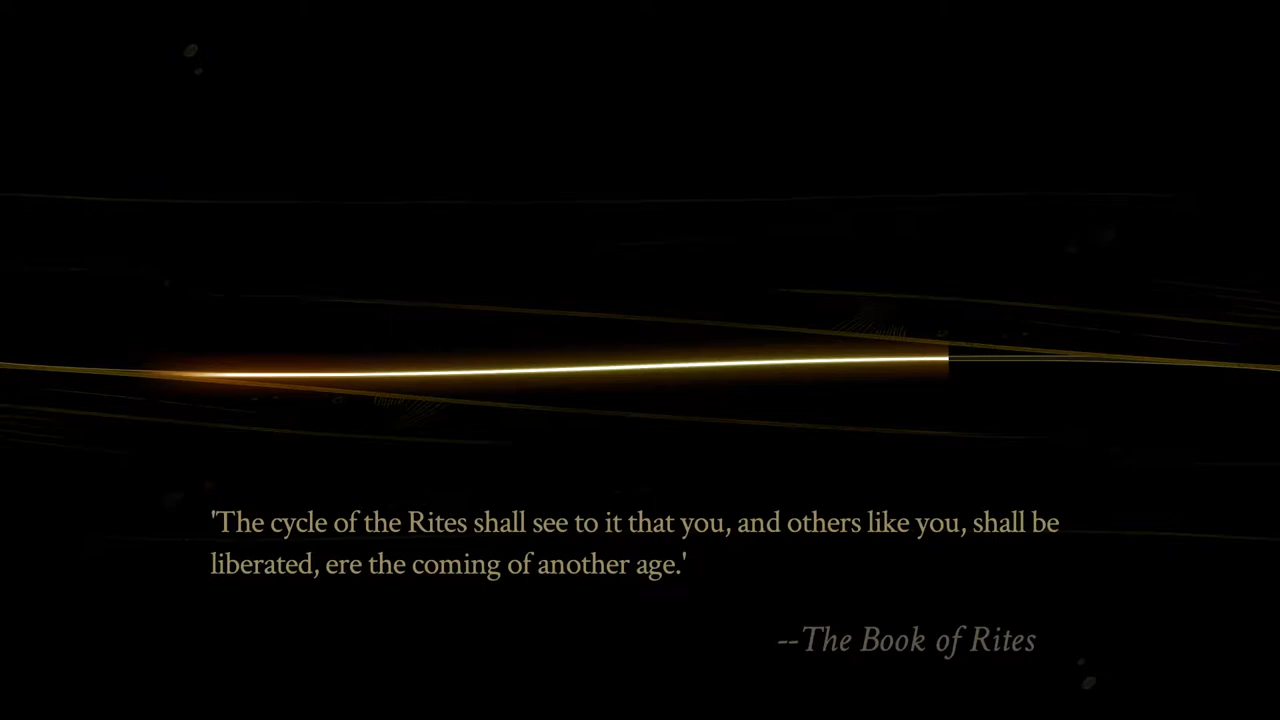 'The cycle of the Rites shall see to it that you, and others like you, shall be
liberated, ere the coming of another age.'
--The Book of Rites